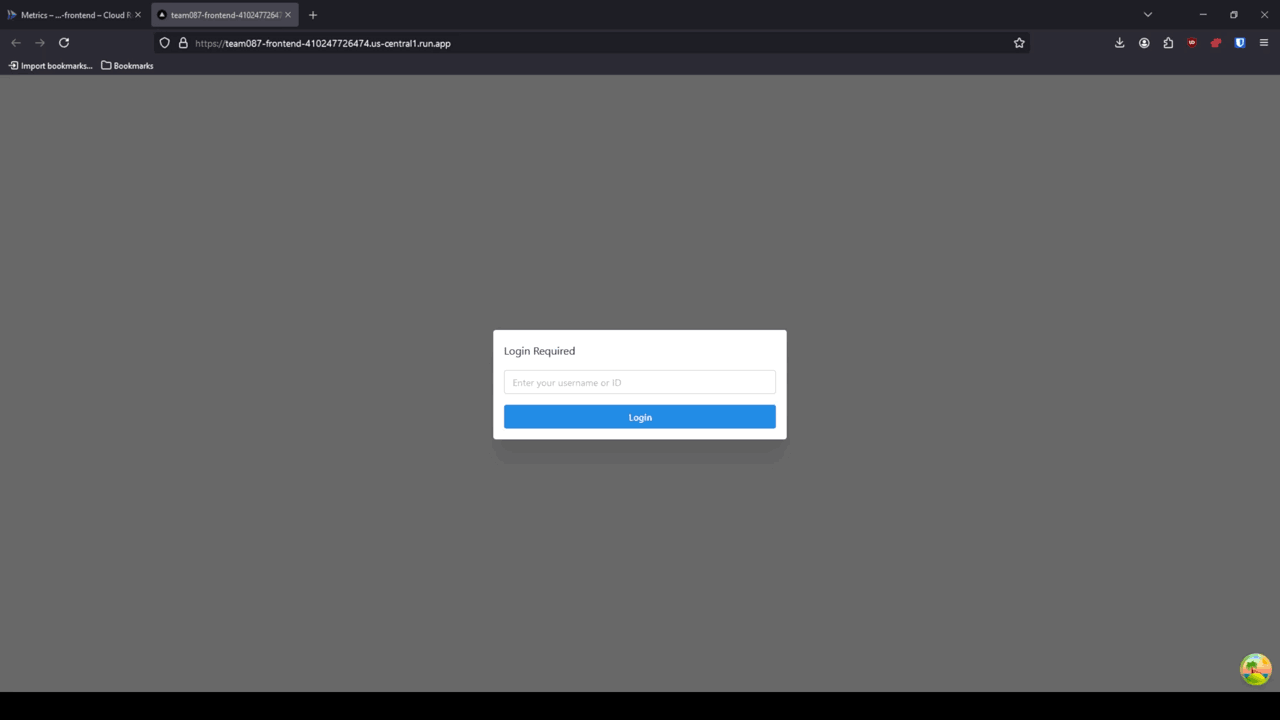 Metrics – ...-frontend – Cloud R
team087-frontend-41024772647
https://team087-frontend-410247726474.us-central1.run.app
Import bookmarks...
Bookmarks
Login Required
Enter your username or ID
Login